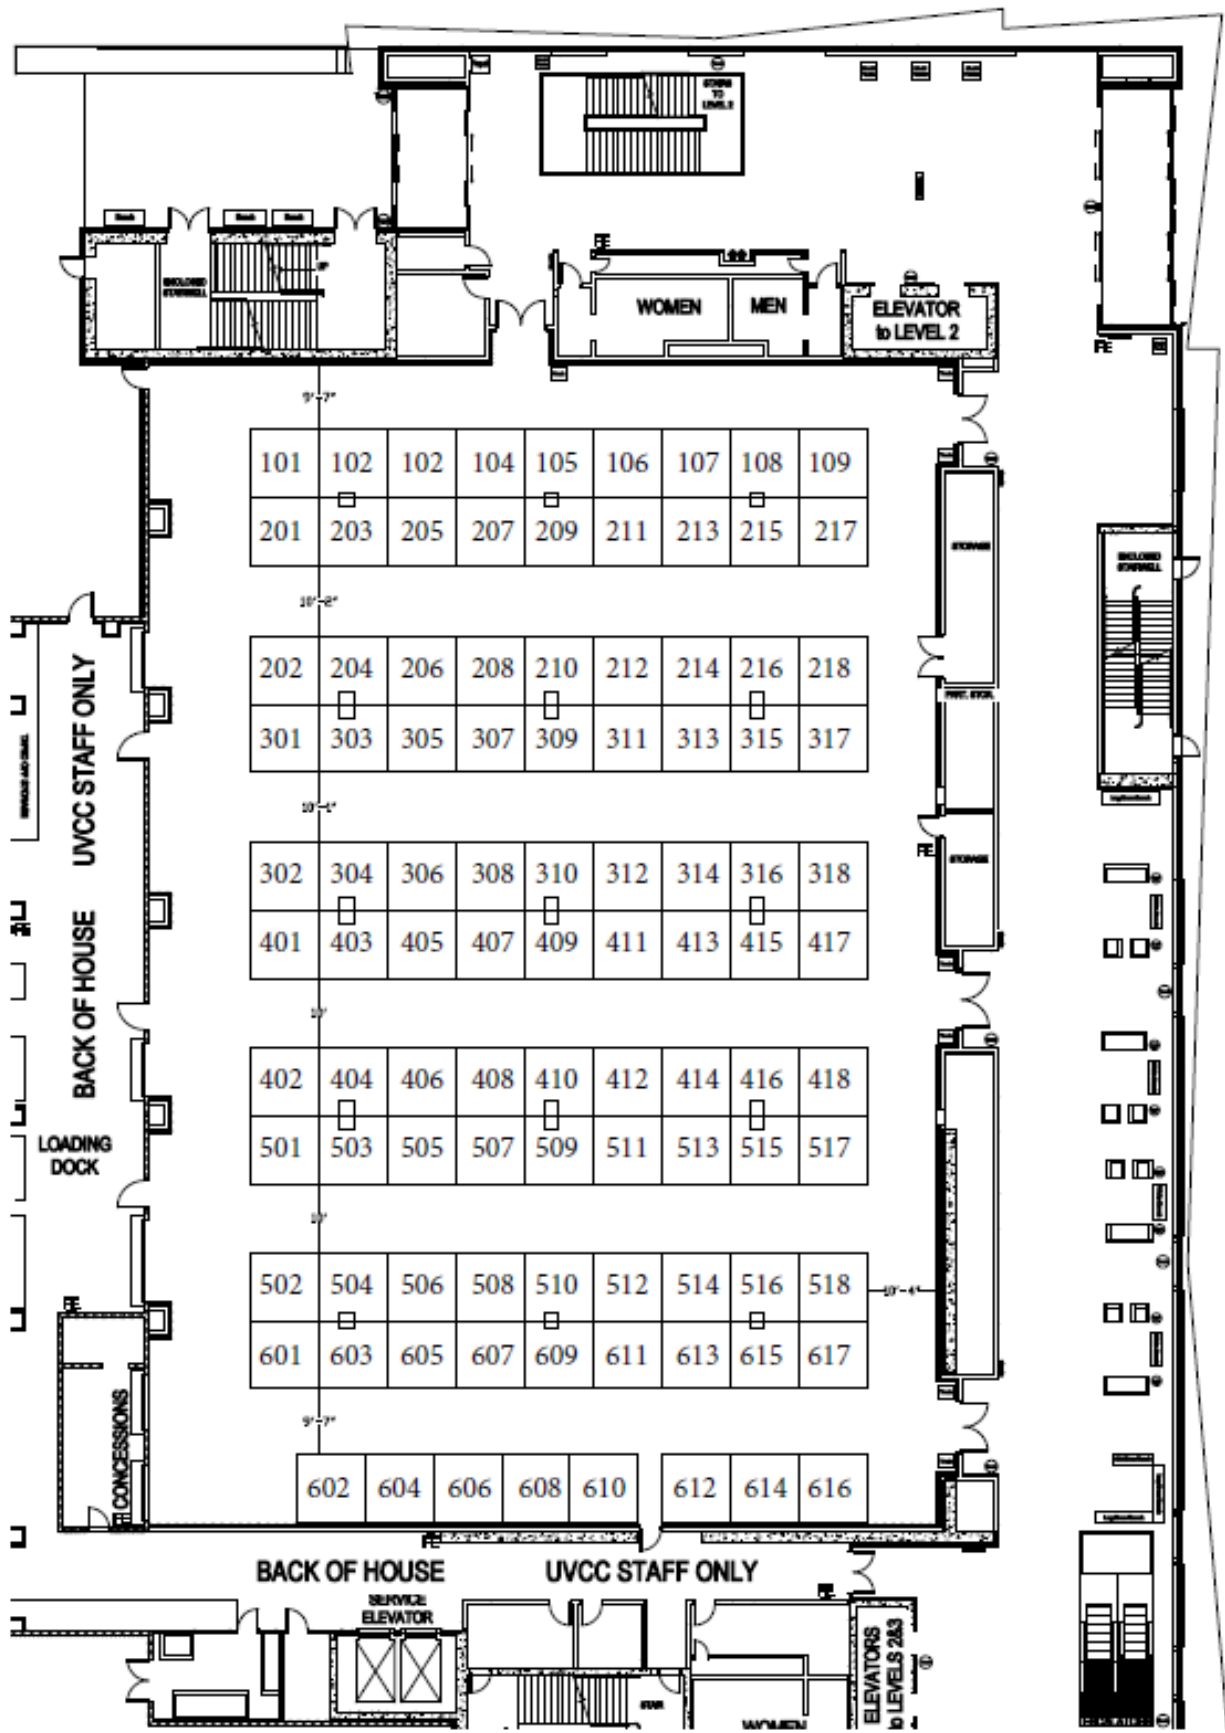 STAIRS
TO
LEVEL 2
UP
ENCLOSED
STAIRWELL
FE
WOMEN
MEN
ELEVATOR
to LEVEL 2
FE
9'-7"
101 102 102 104 105 106 107 108 109
201 203 205 207 209 211 213 215 217
STORAGE
ENCLOSED
STAIRWELL
10'-2"
202 204 206 208 210 212 214 216 218
301 303 305 307 309 311 313 315 317
UVCC STAFF ONLY
BACK OF HOUSE
10'-1"
FE
STORAGE
302 304 306 308 310 312 314 316 318
401 403 405 407 409 411 413 415 417
10'
402 404 406 408 410 412 414 416 418
501 503 505 507 509 511 513 515 517
LOADING
DOCK
10'
502 504 506 508 510 512 514 516 518
10'-4"
601 603 605 607 609 611 613 615 617
FE
CONCESSIONS
FE
9'-7"
602 604 606 608 610 612 614 616
FE
BACK OF HOUSE UVCC STAFF ONLY
SERVICE
ELEVATOR
ELEVATORS
to LEVELS 2&3
STAIR
WOMEN